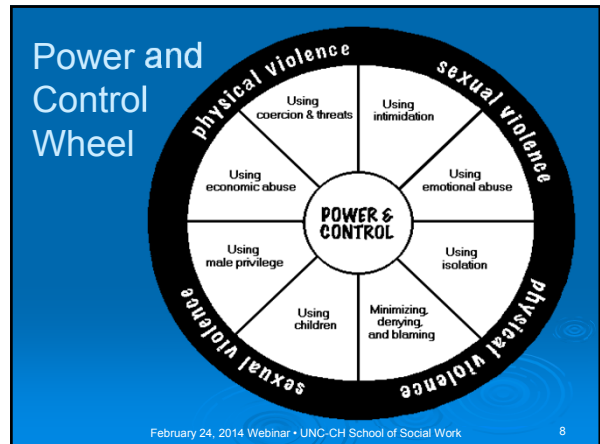 Power and
Control
Wheel
physical violence
sexual violence
Using
coercion & threats
Using
intimidation
Using
economic abuse
Using
emotional abuse
POWER &
CONTROL
Using
male privilege
Using
isolation
Using
children
Minimizing,
denying,
and blaming
sexual violence
physical violence
February 24, 2014 Webinar • UNC-CH School of Social Work
8